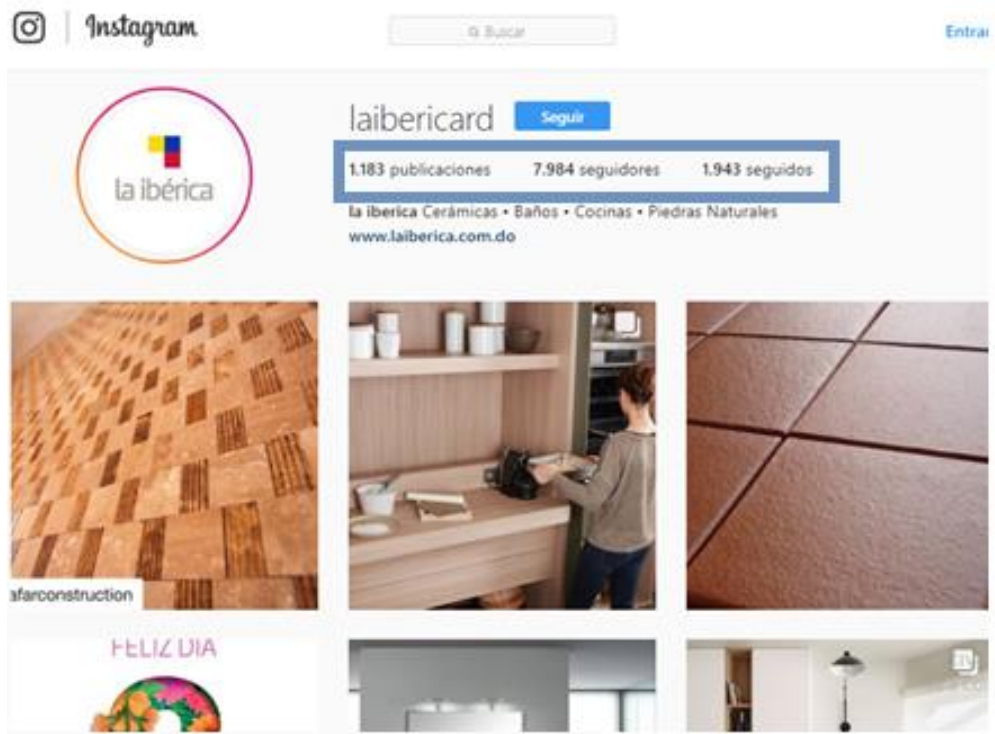 Instagram
Buscar
Entrar
laibericard
Seguir
1.183 publicaciones 7.984 seguidores 1.943 seguidos
la ibérica
la iberica Cerámicas • Baños • Cocinas • Piedras Naturales
www.laiberica.com.do
afarconstruction
FELIZ DIA